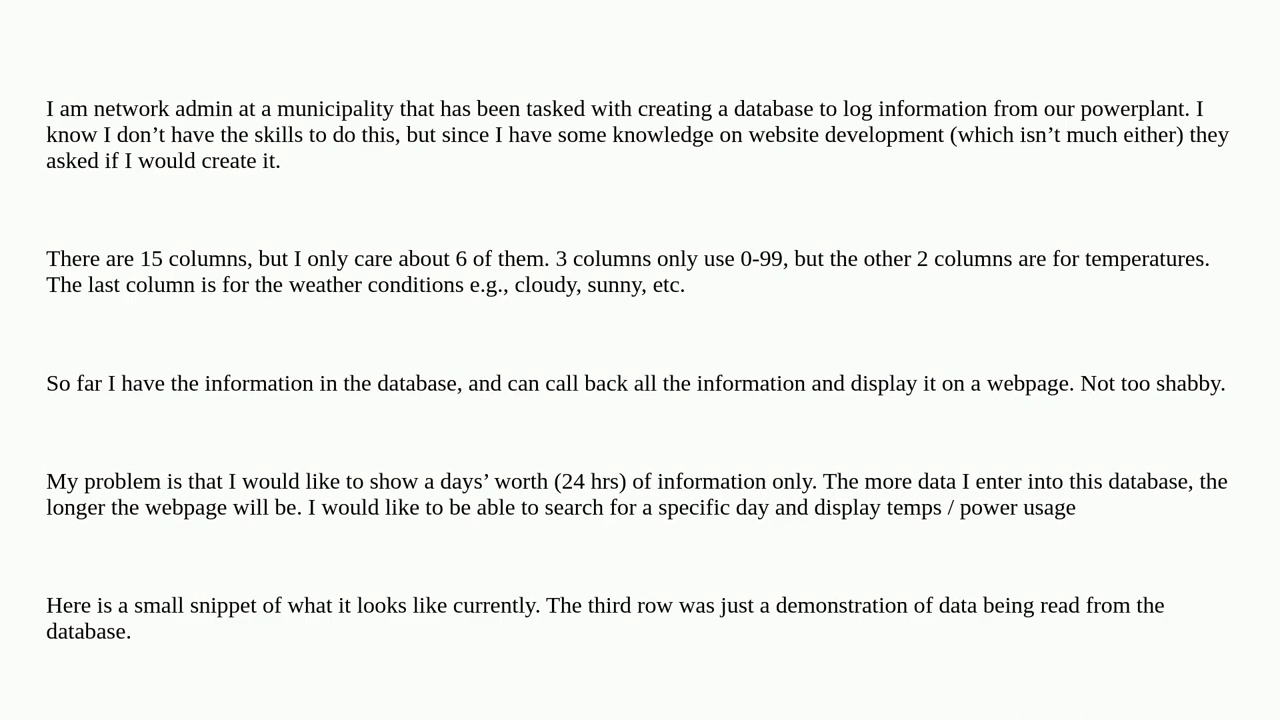 I am network admin at a municipality that has been tasked with creating a database to log information from our powerplant. I
know I don’t have the skills to do this, but since I have some knowledge on website development (which isn’t much either) they
asked if I would create it.
There are 15 columns, but I only care about 6 of them. 3 columns only use 0-99, but the other 2 columns are for temperatures.
The last column is for the weather conditions e.g., cloudy, sunny, etc.
So far I have the information in the database, and can call back all the information and display it on a webpage. Not too shabby.
My problem is that I would like to show a days’ worth (24 hrs) of information only. The more data I enter into this database, the
longer the webpage will be. I would like to be able to search for a specific day and display temps / power usage
Here is a small snippet of what it looks like currently. The third row was just a demonstration of data being read from the
database.